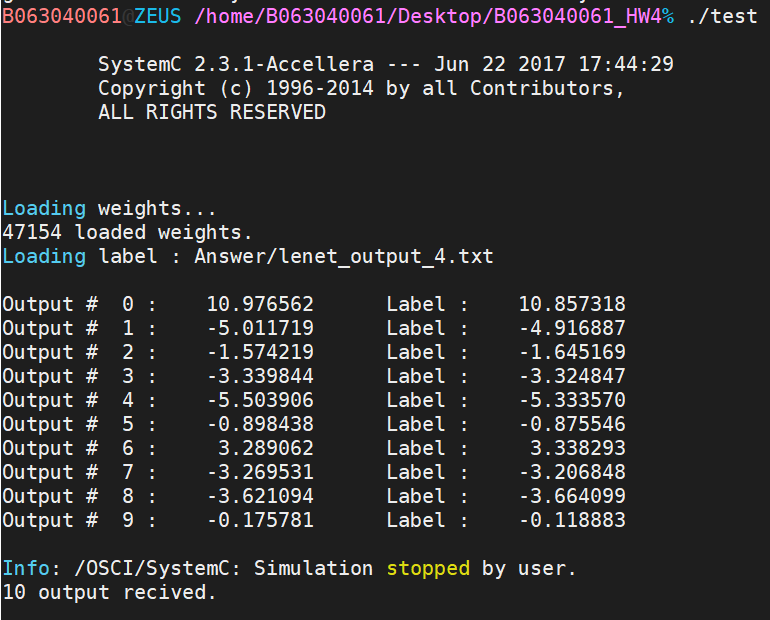 B063040061@ZEUS /home/B063040061/Desktop/B063040061_HW4% ./test
SystemC 2.3.1-Accellera --- Jun 22 2017 17:44:29
Copyright (c) 1996-2014 by all Contributors,
ALL RIGHTS RESERVED
Loading weights...
47154 loaded weights.
Loading label : Answer/lenet_output_4.txt
Output #  0 :    10.976562      Label :    10.857318
Output #  1 :    -5.011719      Label :    -4.916887
Output #  2 :    -1.574219      Label :    -1.645169
Output #  3 :    -3.339844      Label :    -3.324847
Output #  4 :    -5.503906      Label :    -5.333570
Output #  5 :    -0.898438      Label :    -0.875546
Output #  6 :     3.289062      Label :     3.338293
Output #  7 :    -3.269531      Label :    -3.206848
Output #  8 :    -3.621094      Label :    -3.664099
Output #  9 :    -0.175781      Label :    -0.118883
Info: /OSCI/SystemC: Simulation stopped by user.
10 output recived.